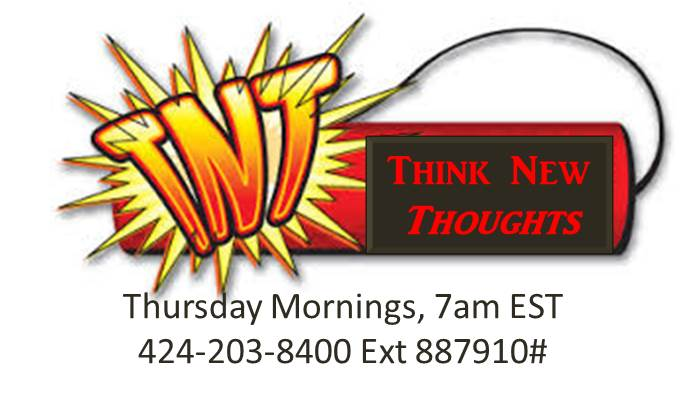 TNT
THINK NEW
THOUGHTS
Thursday Mornings, 7am EST
424-203-8400 Ext 887910#